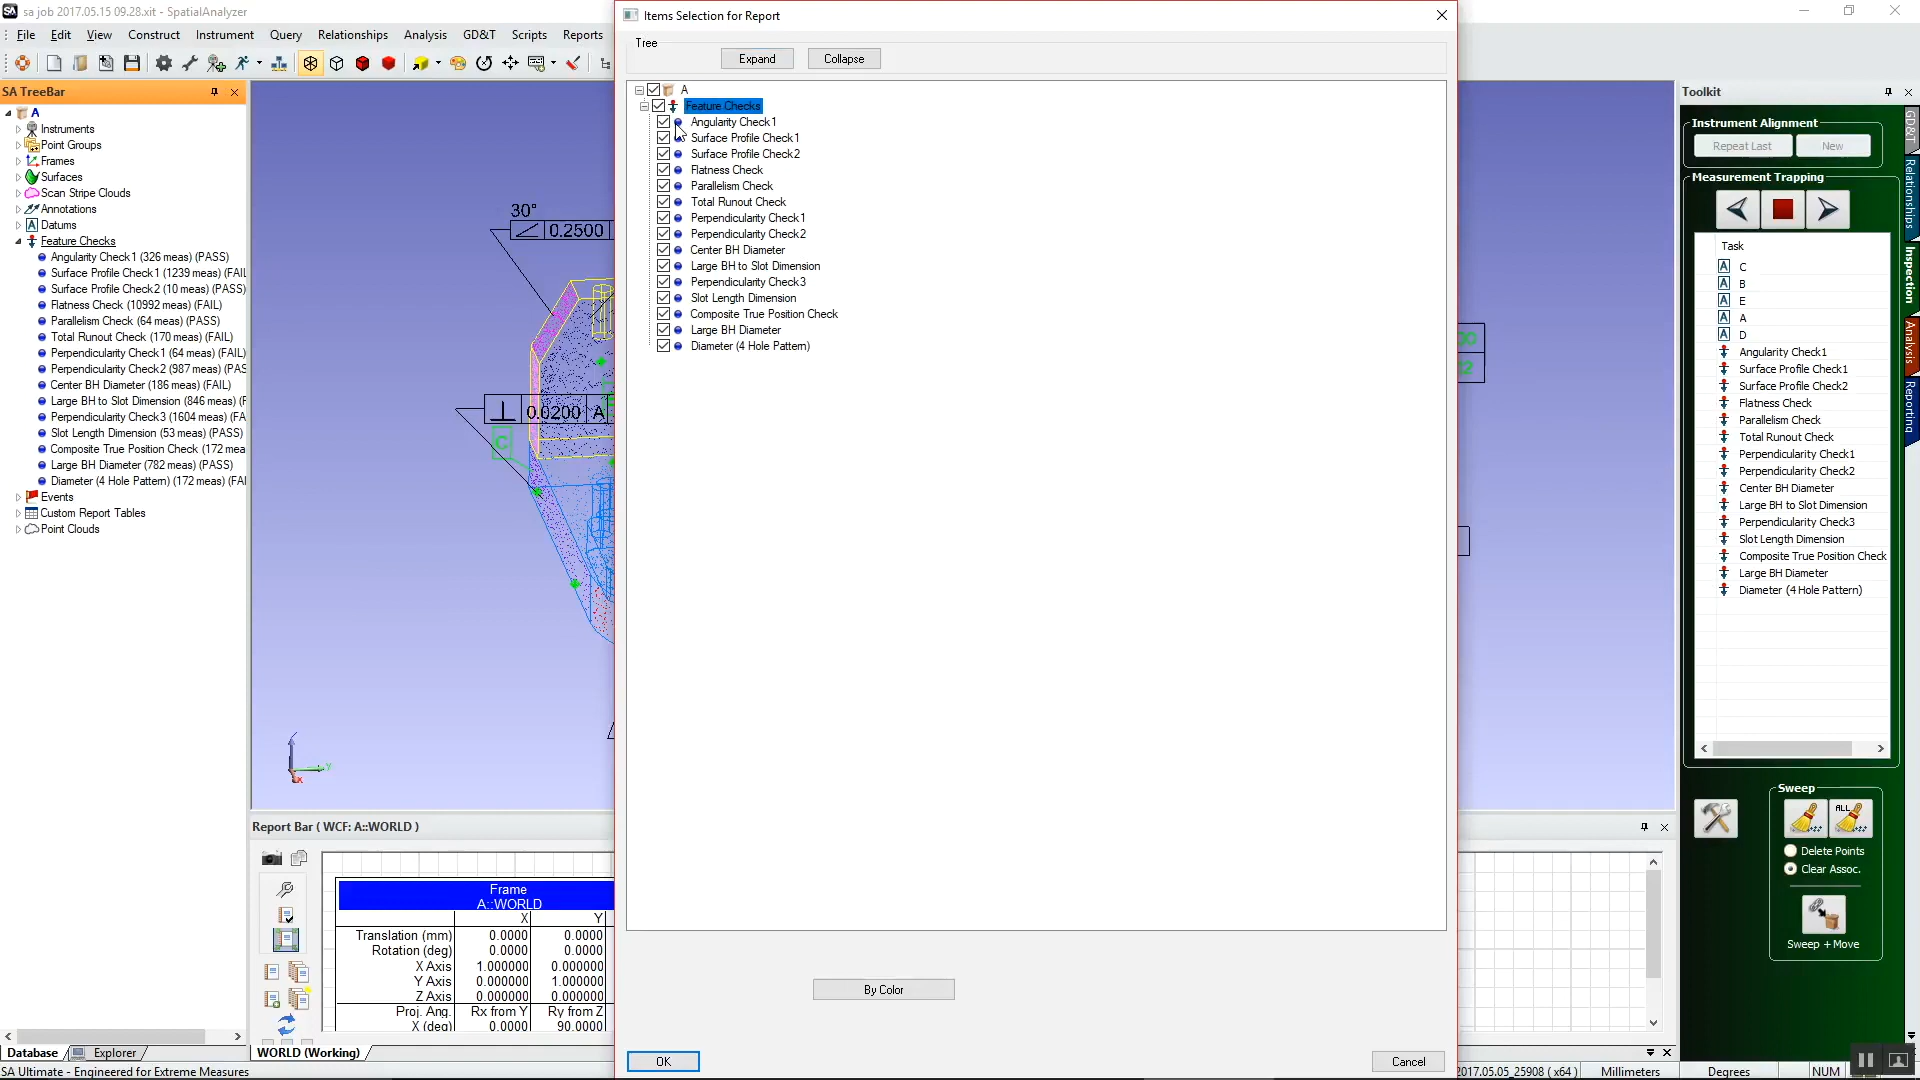 sa job 2017.05.15 09.28.xit - SpatialAnalyzer
File Edit View Construct Instrument Query Relationships Analysis GD&T Scripts Reports
SA TreeBar
A
Instruments
Point Groups
Frames
Surfaces
Scan Stripe Clouds
Annotations
Datums
Feature Checks
Angularity Check1 (326 meas) (PASS)
Surface Profile Check1 (1239 meas) (FAIL
Surface Profile Check2 (10 meas) (PASS)
Flatness Check (10992 meas) (FAIL)
Parallelism Check (64 meas) (PASS)
Total Runout Check (170 meas) (FAIL)
Perpendicularity Check1 (64 meas) (FAIL)
Perpendicularity Check2 (987 meas) (PAS
Center BH Diameter (186 meas) (FAIL)
Large BH to Slot Dimension (846 meas) (F
Perpendicularity Check3 (1604 meas) (FA
Slot Length Dimension (53 meas) (PASS)
Composite True Position Check (172 mea
Large BH Diameter (782 meas) (PASS)
Diameter (4 Hole Pattern) (172 meas) (FAI
Events
Custom Report Tables
Point Clouds
Database Explorer
SA Ultimate - Engineered for Extreme Measures
30°
0.2500
0.0200 A
C
Report Bar ( WCF: A::WORLD )
Frame
A::WORLD
X Y
Translation (mm) 0.0000 0.0000
Rotation (deg) 0.0000 0.0000
X Axis 1.000000 0.000000
Y Axis 0.000000 1.000000
Z Axis 0.000000 0.000000
Proj. Ang. Rx from Y Ry from Z
X (deg) 0.0000 90.0000
WORLD (Working)
Items Selection for Report
Tree
Expand Collapse
A
Feature Checks
Angularity Check1
Surface Profile Check1
Surface Profile Check2
Flatness Check
Parallelism Check
Total Runout Check
Perpendicularity Check1
Perpendicularity Check2
Center BH Diameter
Large BH to Slot Dimension
Perpendicularity Check3
Slot Length Dimension
Composite True Position Check
Large BH Diameter
Diameter (4 Hole Pattern)
By Color
OK Cancel
Toolkit
Instrument Alignment
Repeat Last New
Measurement Trapping
Task
C
B
E
A
D
Angularity Check1
Surface Profile Check1
Surface Profile Check2
Flatness Check
Parallelism Check
Total Runout Check
Perpendicularity Check1
Perpendicularity Check2
Center BH Diameter
Large BH to Slot Dimension
Perpendicularity Check3
Slot Length Dimension
Composite True Position Check
Large BH Diameter
Diameter (4 Hole Pattern)
Sweep
ALL
Delete Points
Clear Assoc.
Sweep + Move
GD&T
Relationships
Inspection
Analysis
Reporting
2017.05.05_25908 ( x64 ) Millimeters Degrees NUM